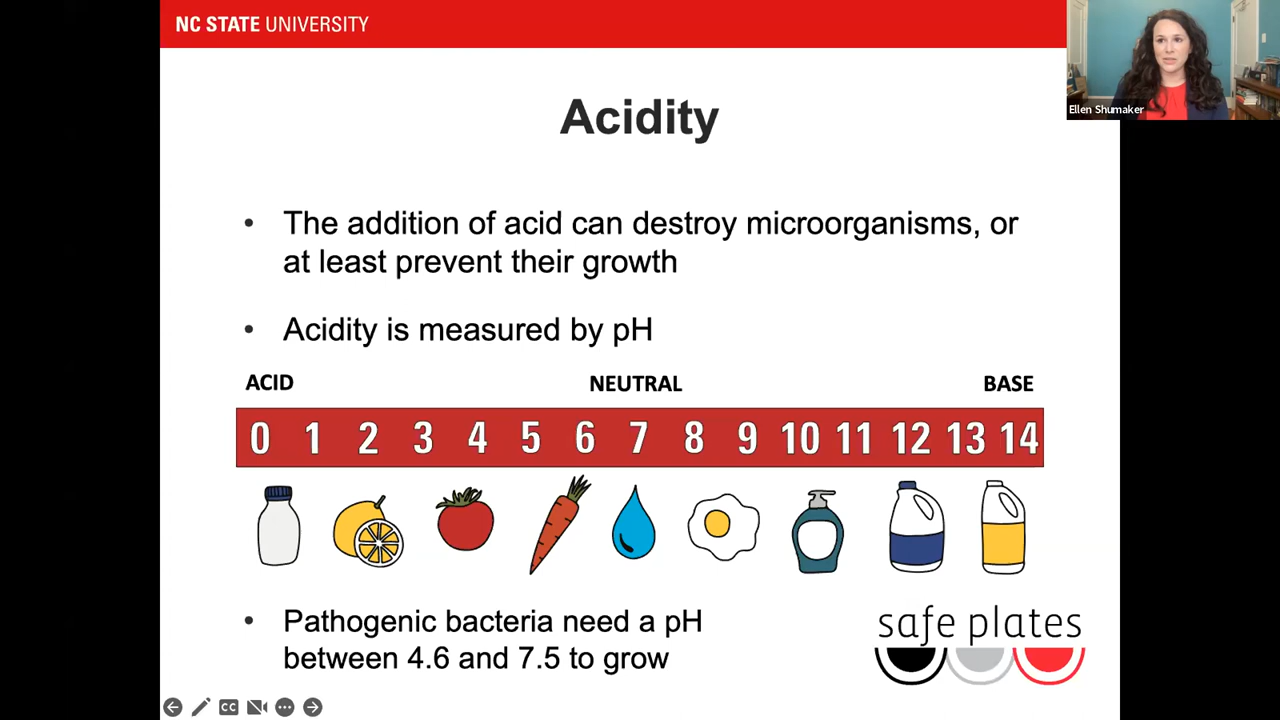 NC STATE UNIVERSITY
Ellen Shumaker
Acidity
• The addition of acid can destroy microorganisms, or
at least prevent their growth
• Acidity is measured by pH
ACID NEUTRAL BASE
0 1 2 3 4 5 6 7 8 9 10 11 12 13 14
• Pathogenic bacteria need a pH
between 4.6 and 7.5 to grow
safe plates
CC